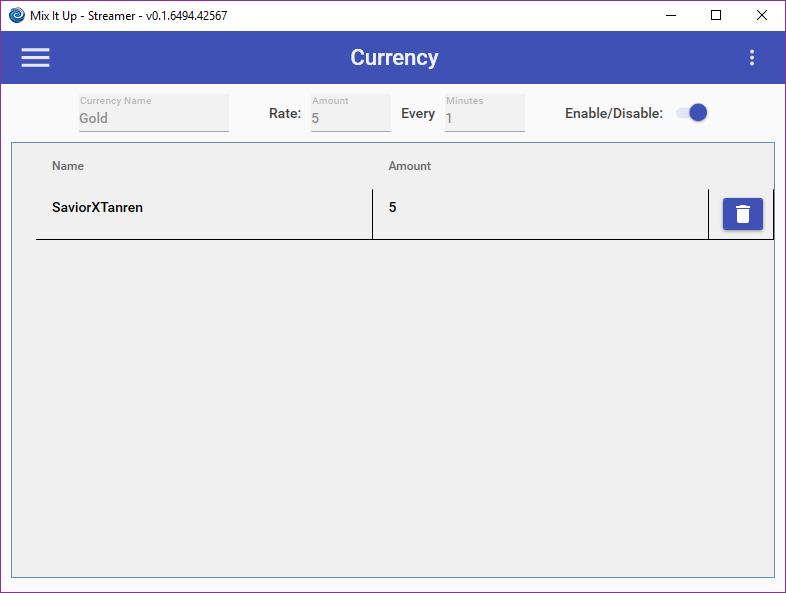 Mix It Up - Streamer - v0.1.6494.42567
Currency
Currency Name
Gold
Rate:
Amount
5
Every
Minutes
1
Enable/Disable:
Name Amount
SaviorXTanren 5